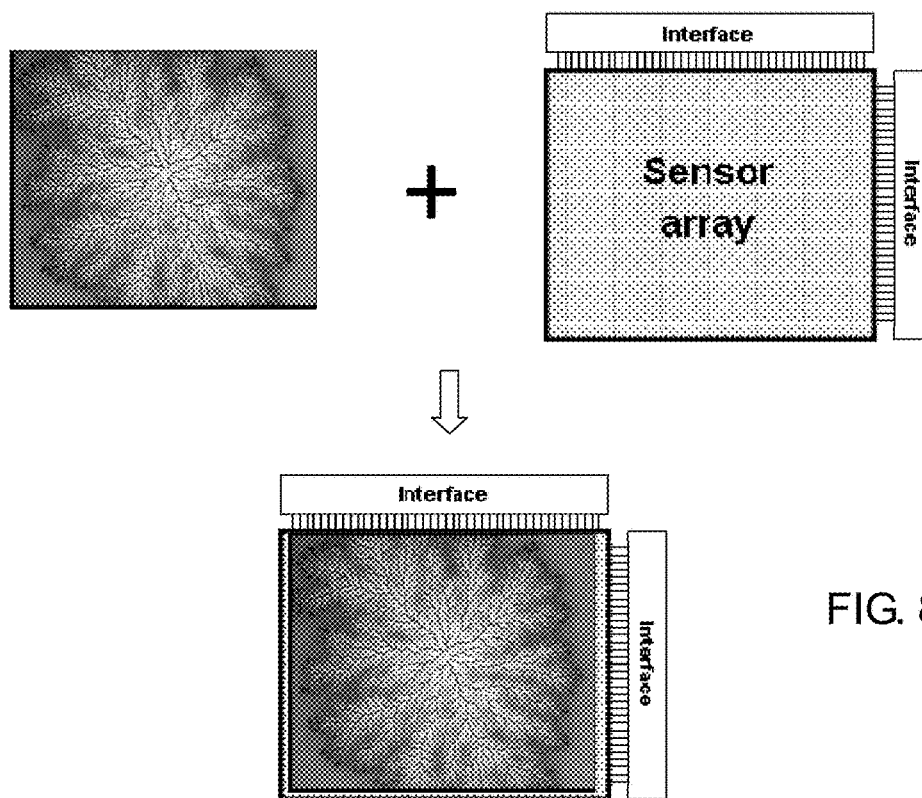 Interface
Sensor
array
Interface
Interface
Interface
FIG. 8